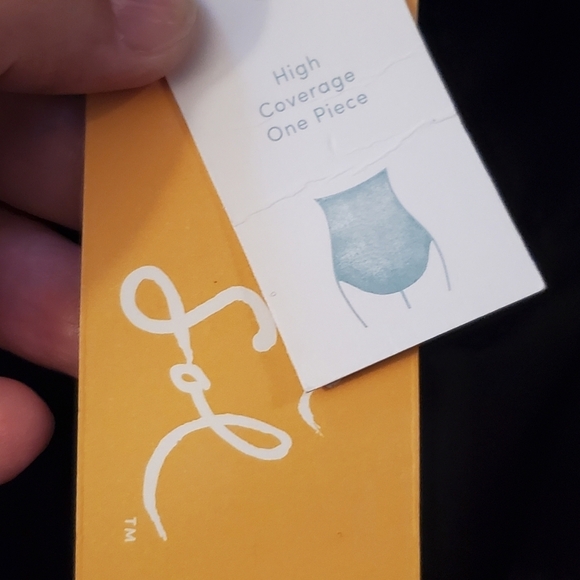 High
Coverage
One Piece
Sol
TM